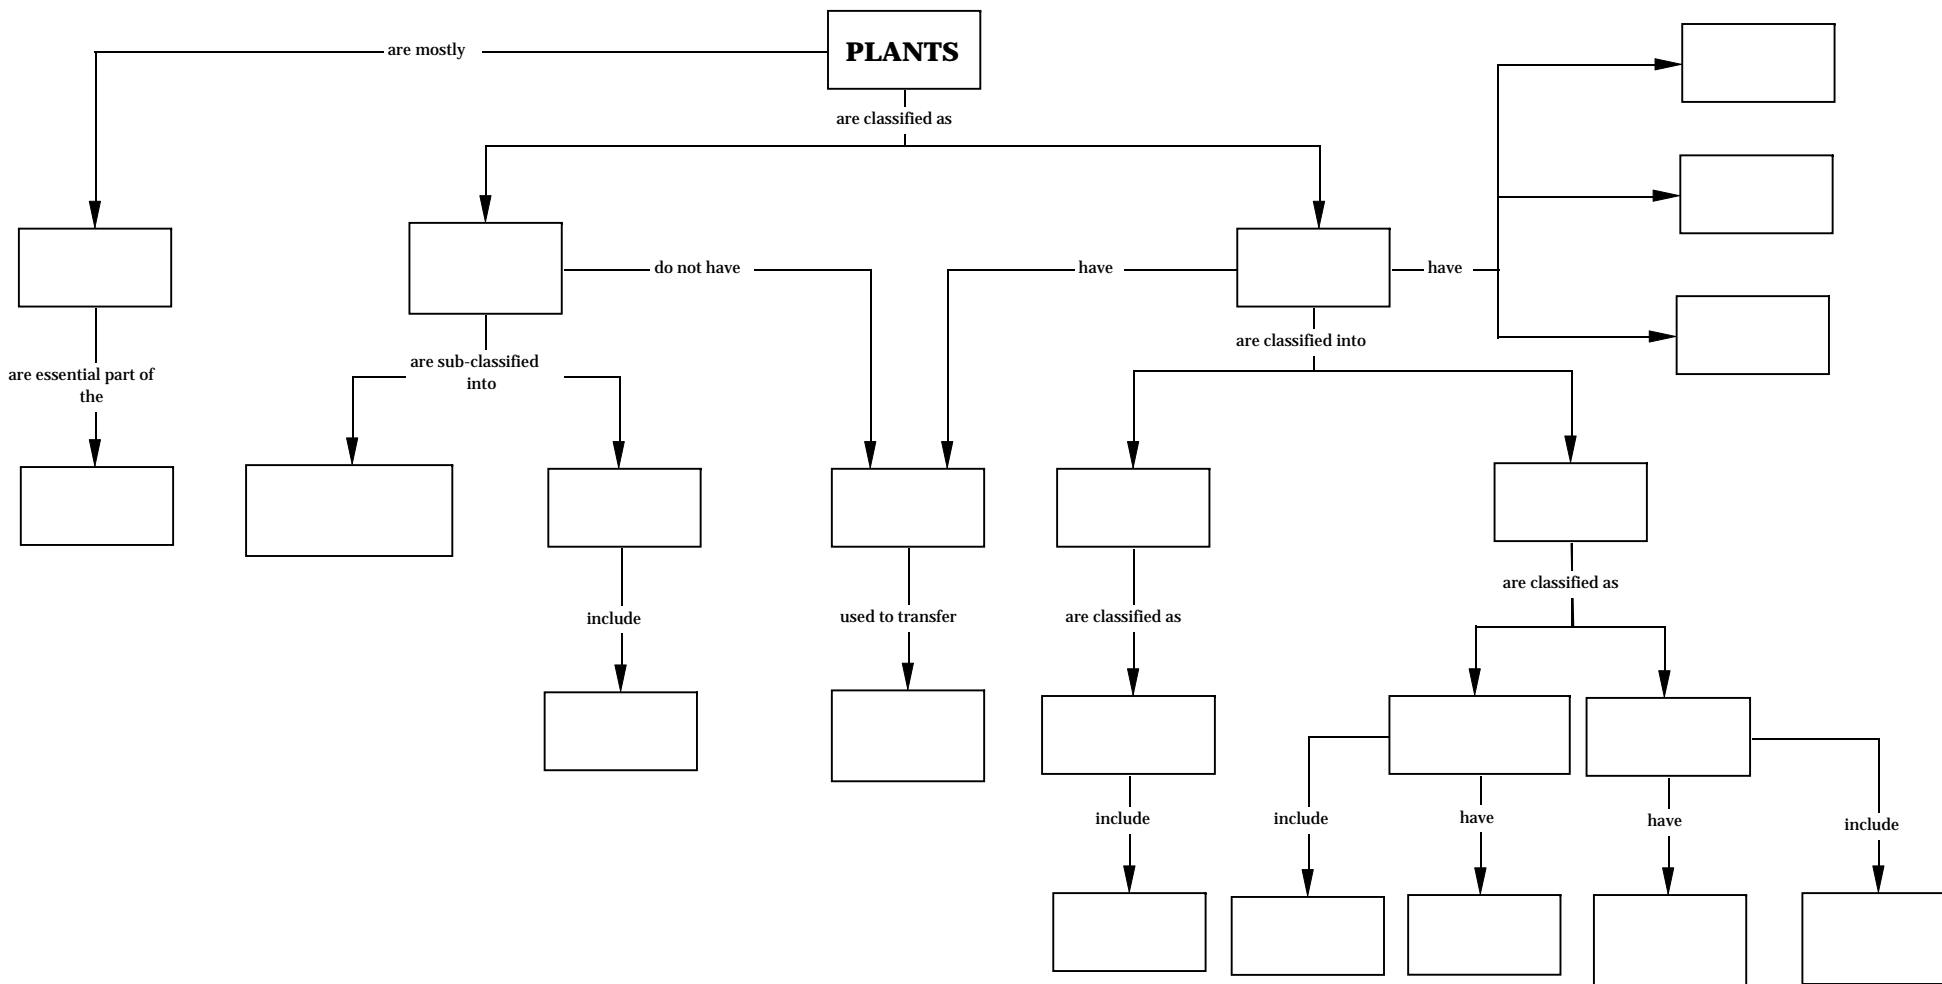 PLANTS
are mostly
are classified as
do not have
have
have
are classified into
are sub-classified
into
are essential part of
the
are classified as
include
used to transfer
are classified as
include
include
have
have
include